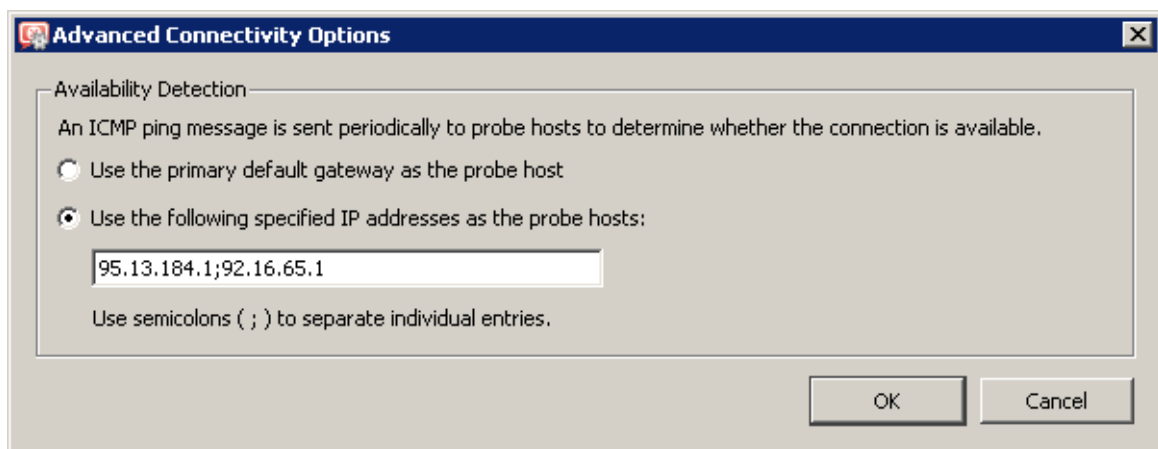 Advanced Connectivity Options
Availability Detection
An ICMP ping message is sent periodically to probe hosts to determine whether the connection is available.
Use the primary default gateway as the probe host
Use the following specified IP addresses as the probe hosts:
95.13.184.1;92.16.65.1
Use semicolons ( ; ) to separate individual entries.
OK Cancel